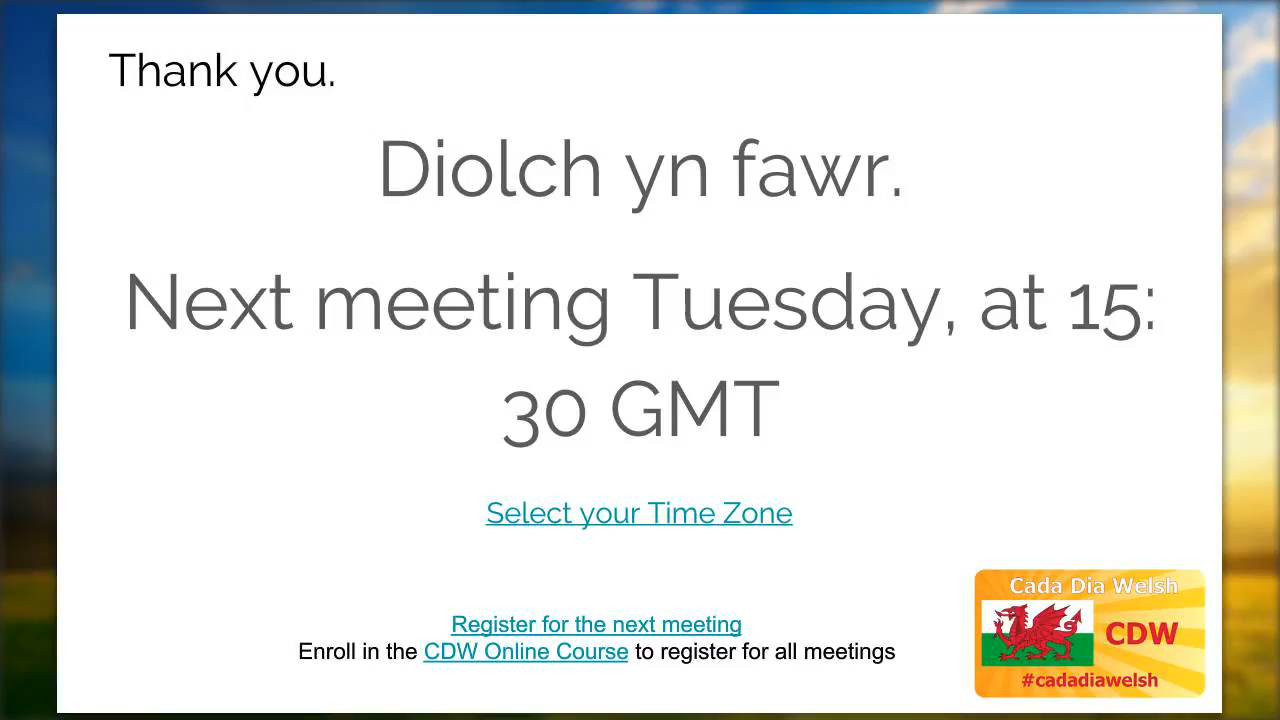 Thank you.
Diolch yn fawr.
Next meeting Tuesday, at 15:
30 GMT
Select your Time Zone
Register for the next meeting
Enroll in the CDW Online Course to register for all meetings
Cada Dia Welsh
CDW
#cadadiawelsh